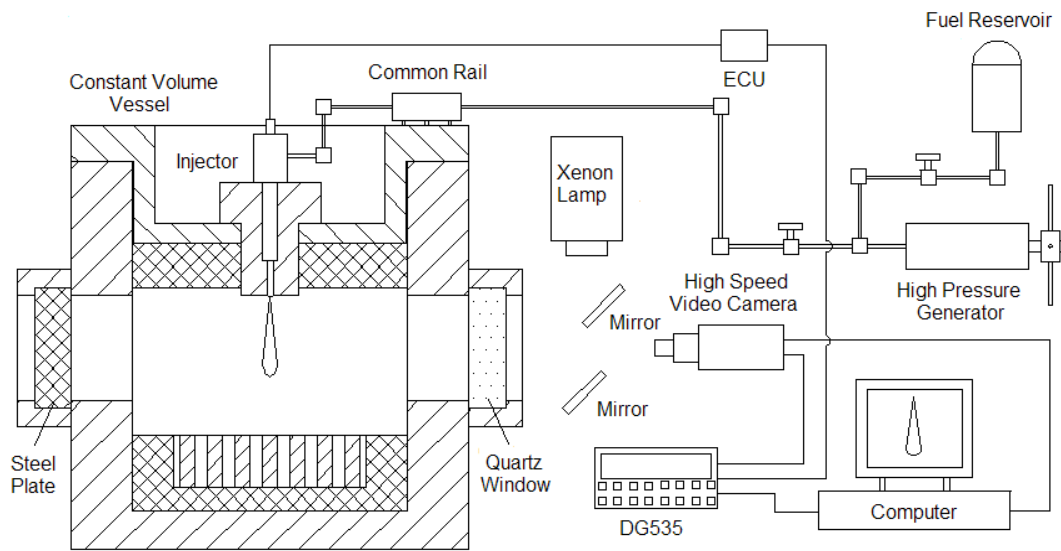 Fuel Reservoir
ECU
Common Rail
Constant Volume
Vessel
Injector
Xenon
Lamp
High Speed
Video Camera
High Pressure
Generator
Mirror
Mirror
Steel
Plate
Quartz
Window
DG535
Computer